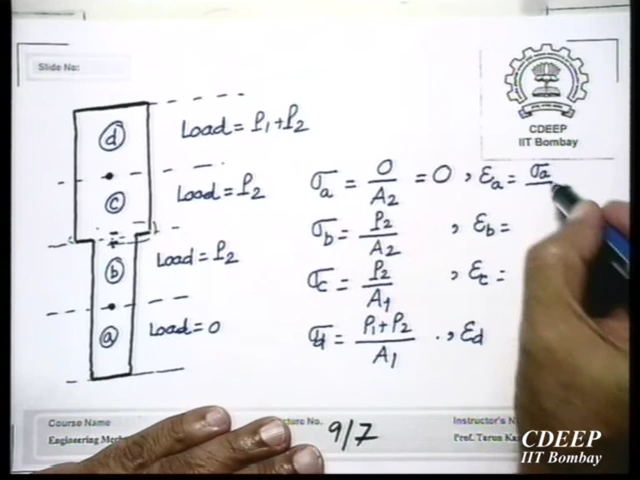 Slide No:
CDEEP
IIT Bombay
d
Load = P1+P2
c
Load = P2
b
Load = P2
a
Load = 0
σa = 0/A2 = 0 , εa = σa
σb = P2/A2 , εb =
σc = P2/A1 , εc =
σd = P1+P2/A1 , εd
Course Name
Engineering Mech
cture No.
9/7
Instructor's N
Prof. Tarun Ka
CDEEP
IIT Bombay